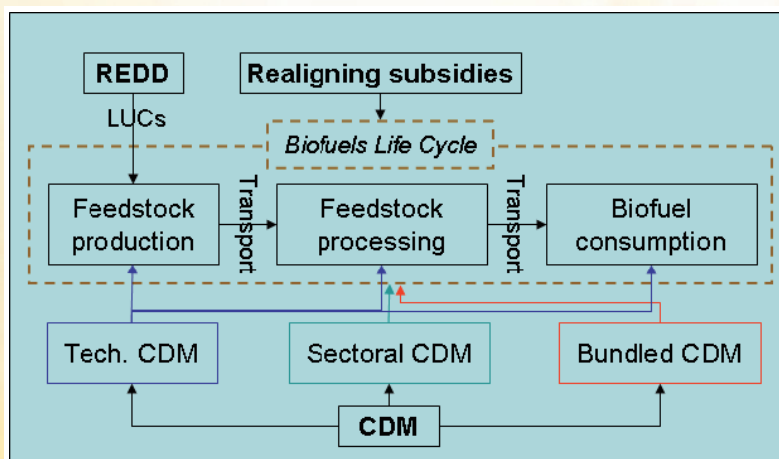 REDD
Realigning subsidies
LUCs
Biofuels Life Cycle
Feedstock
production
Transport
Feedstock
processing
Transport
Biofuel
consumption
Tech. CDM
Sectoral CDM
Bundled CDM
CDM